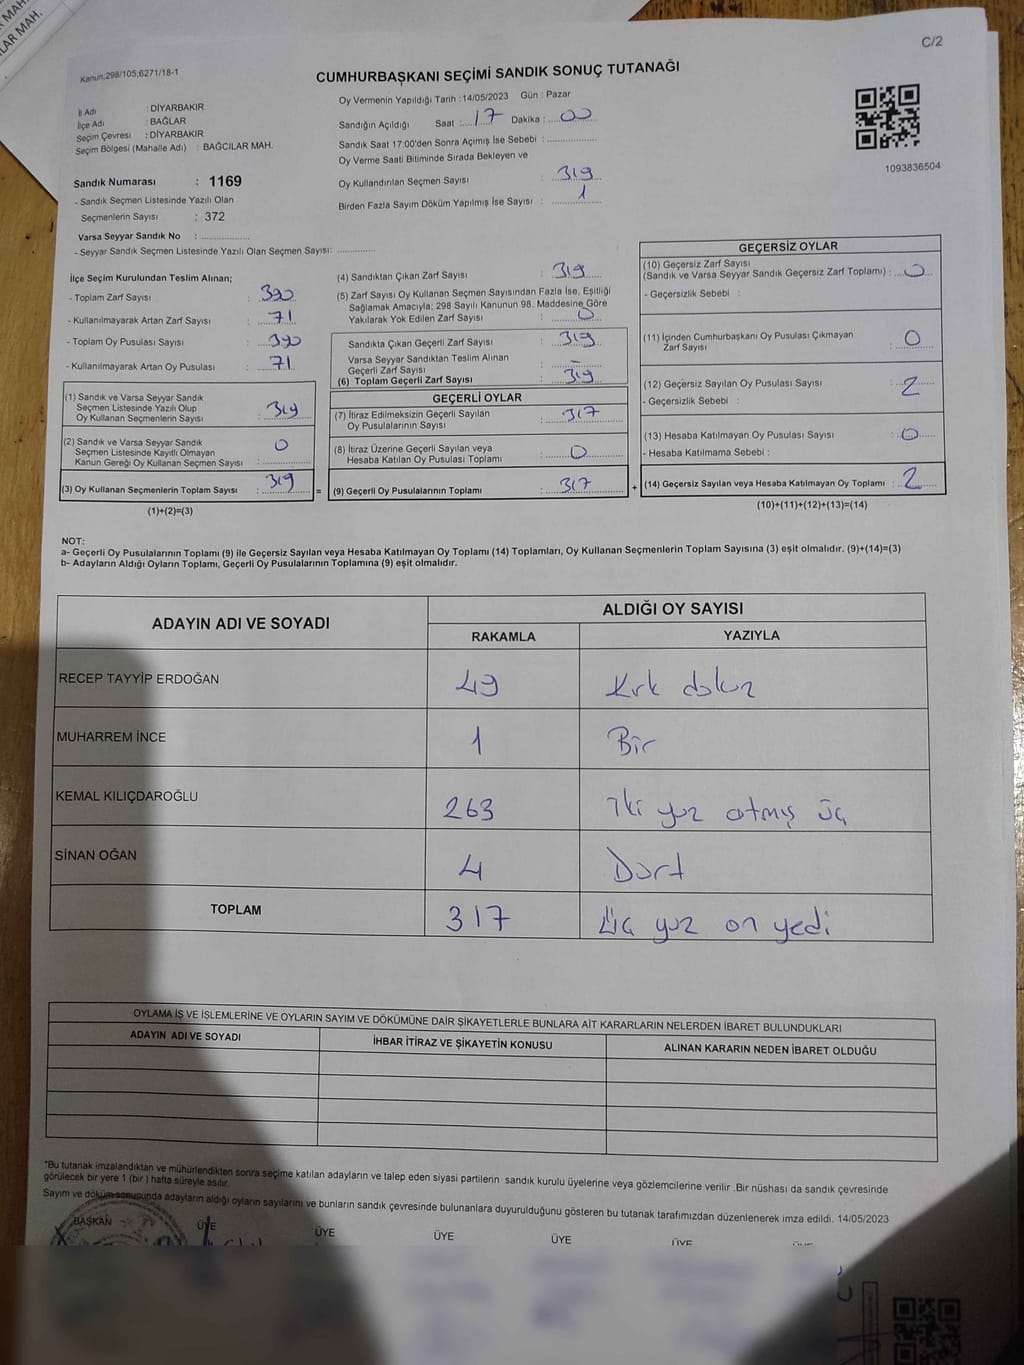 MAH.
LAR MAH.
C/2
Kanun:298/105;6271/18-1
CUMHURBAŞKANI SEÇİMİ SANDIK SONUÇ TUTANAĞI
İl Adı : DİYARBAKIR
İlçe Adı : BAĞLAR
Seçim Çevresi : DİYARBAKIR
Seçim Bölgesi (Mahalle Adı) : BAĞCILAR MAH.
Oy Vermenin Yapıldığı Tarih : 14/05/2023 Gün : Pazar
Sandığın Açıldığı Saat : 17 Dakika : 00
Sandık Saat 17:00'den Sonra Açımış İse Sebebi :
Oy Verme Saati Bitiminde Sırada Bekleyen ve
Oy Kullandırılan Seçmen Sayısı 319
Birden Fazla Sayım Döküm Yapılmış İse Sayısı : 1
1093836504
Sandık Numarası : 1169
- Sandık Seçmen Listesinde Yazılı Olan
Seçmenlerin Sayısı : 372
Varsa Seyyar Sandık No :
- Seyyar Sandık Seçmen Listesinde Yazılı Olan Seçmen Sayısı:
İlçe Seçim Kurulundan Teslim Alınan;
- Toplam Zarf Sayısı : 390
- Kullanılmayarak Artan Zarf Sayısı : 71
- Toplam Oy Pusulası Sayısı : 390
- Kullanılmayarak Artan Oy Pusulası : 71
(1) Sandık ve Varsa Seyyar Sandık
Seçmen Listesinde Yazılı Olup
Oy Kullanan Seçmenlerin Sayısı : 319
(2) Sandık ve Varsa Seyyar Sandık
Seçmen Listesinde Kayıtlı Olmayan
Kanun Gereği Oy Kullanan Seçmen Sayısı : 0
(3) Oy Kullanan Seçmenlerin Toplam Sayısı : 319 =
(1)+(2)=(3)
(4) Sandıktan Çıkan Zarf Sayısı : 319
(5) Zarf Sayısı Oy Kullanan Seçmen Sayısından Fazla İse, Eşitliği
Sağlamak Amacıyla; 298 Sayılı Kanunun 98. Maddesine Göre
Yakılarak Yok Edilen Zarf Sayısı : 0
Sandıkta Çıkan Geçerli Zarf Sayısı : 319
Varsa Seyyar Sandıktan Teslim Alınan
Geçerli Zarf Sayısı : -
(6) Toplam Geçerli Zarf Sayısı : 319
GEÇERLİ OYLAR
(7) İtiraz Edilmeksizin Geçerli Sayılan
Oy Pusulalarının Sayısı : 317
(8) İtiraz Üzerine Geçerli Sayılan veya
Hesaba Katılan Oy Pusulası Toplamı : 0
(9) Geçerli Oy Pusulalarının Toplamı : 317 +
GEÇERSİZ OYLAR
(10) Geçersiz Zarf Sayısı
(Sandık ve Varsa Seyyar Sandık Geçersiz Zarf Toplamı) : 0
- Geçersizlik Sebebi :
(11) İçinden Cumhurbaşkanı Oy Pusulası Çıkmayan
Zarf Sayısı : 0
(12) Geçersiz Sayılan Oy Pusulası Sayısı : 2
- Geçersizlik Sebebi :
(13) Hesaba Katılmayan Oy Pusulası Sayısı : 0
- Hesaba Katılmama Sebebi :
(14) Geçersiz Sayılan veya Hesaba Katılmayan Oy Toplamı : 2
(10)+(11)+(12)+(13)=(14)
NOT:
a- Geçerli Oy Pusulalarının Toplamı (9) ile Geçersiz Sayılan veya Hesaba Katılmayan Oy Toplamı (14) Toplamları, Oy Kullanan Seçmenlerin Toplam Sayısına (3) eşit olmalıdır. (9)+(14)=(3)
b- Adayların Aldığı Oyların Toplamı, Geçerli Oy Pusulalarının Toplamına (9) eşit olmalıdır.
ADAYIN ADI VE SOYADI ALDIĞI OY SAYISI
RAKAMLA YAZIYLA
RECEP TAYYİP ERDOĞAN 49 Kırk dokuz
MUHARREM İNCE 1 Bir
KEMAL KILIÇDAROĞLU 263 İki yüz atmış üç
SİNAN OĞAN 4 Dört
TOPLAM 317 Üç yüz on yedi
OYLAMA İŞ VE İŞLEMLERİNE VE OYLARIN SAYIM VE DÖKÜMÜNE DAİR ŞİKAYETLERLE BUNLARA AİT KARARLARIN NELERDEN İBARET BULUNDUKLARI
ADAYIN ADI VE SOYADI İHBAR İTİRAZ VE ŞİKAYETİN KONUSU ALINAN KARARIN NEDEN İBARET OLDUĞU
*Bu tutanak imzalandıktan ve mühürlendikten sonra seçime katılan adayların ve talep eden siyasi partilerin sandık kurulu üyelerine veya gözlemcilerine verilir .Bir nüshası da sandık çevresinde
görülecek bir yere 1 (bir ) hafta süreyle asılır.
Sayım ve döküm sonucunda adayların aldığı oyların sayılarını ve bunların sandık çevresinde bulunanlara duyurulduğunu gösteren bu tutanak tarafımızdan düzenlenerek imza edildi. 14/05/2023
BAŞKAN ÜYE ÜYE ÜYE ÜYE ÜYE